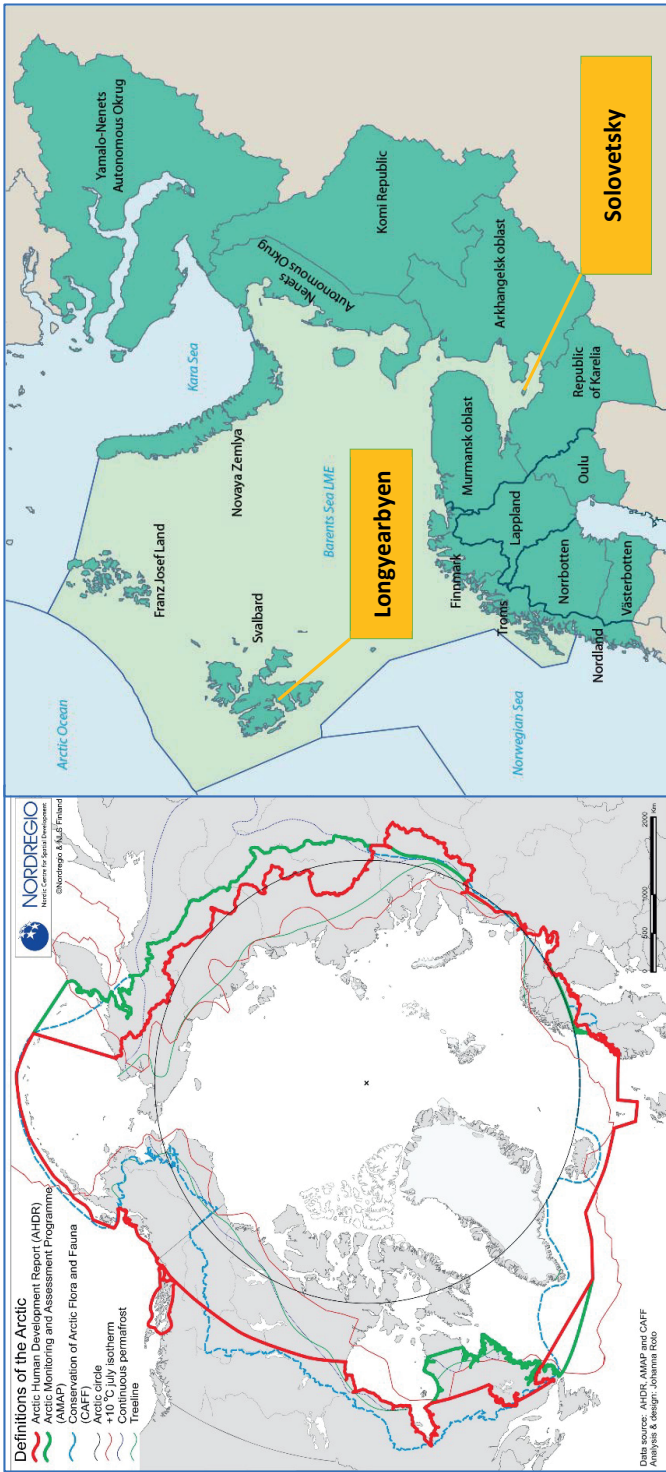 Definitions of the Arctic
Arctic Human Development Report (AHDR)
Arctic Monitoring and Assessment Programme
(AMAP)
Conservation of Arctic Flora and Fauna
(CAFF)
Arctic circle
+10 °C july isotherm
Continuous permafrost
Treeline
NORDREGIO
Nordic Centre for Spatial Development
©Nordregio & NLS Finland
Data source: AHDR, AMAP and CAFF
Analysis & design: Johanna Roto
0
500
1000
2000
Km
Arctic Ocean
Franz Josef Land
Svalbard
Novaya Zemlya
Kara Sea
Yamalo-Nenets
Autonomous Okrug
Barents Sea LME
Longyearbyen
Nenets
Autonomous Okrug
Komi Republic
Norwegian Sea
Finnmark
Troms
Nordland
Murmansk oblast
Lappland
Norrbotten
Västerbotten
Oulu
Arkhangelsk oblast
Republic
of Karelia
Solovetsky